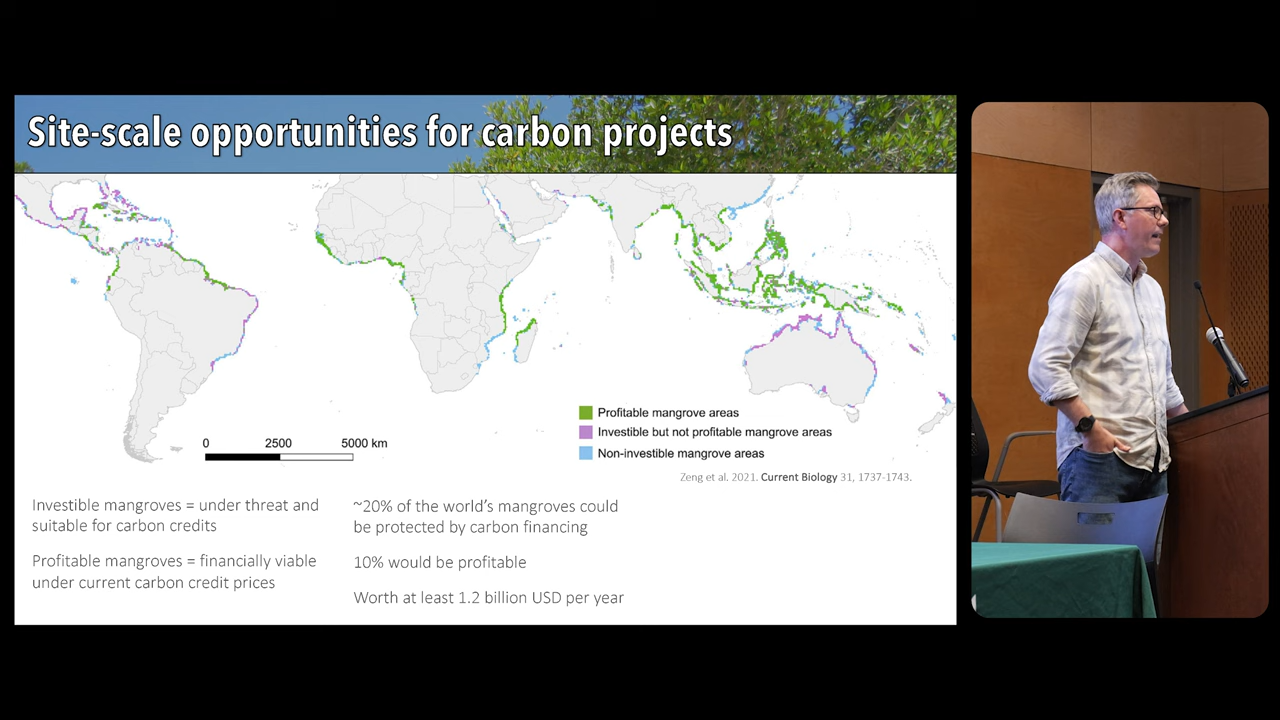 Site-scale opportunities for carbon projects
0 2500 5000 km
Profitable mangrove areas
Investible but not profitable mangrove areas
Non-investible mangrove areas
Zeng et al. 2021. Current Biology 31, 1737-1743.
Investible mangroves = under threat and
suitable for carbon credits
Profitable mangroves = financially viable
under current carbon credit prices
~20% of the world's mangroves could
be protected by carbon financing
10% would be profitable
Worth at least 1.2 billion USD per year